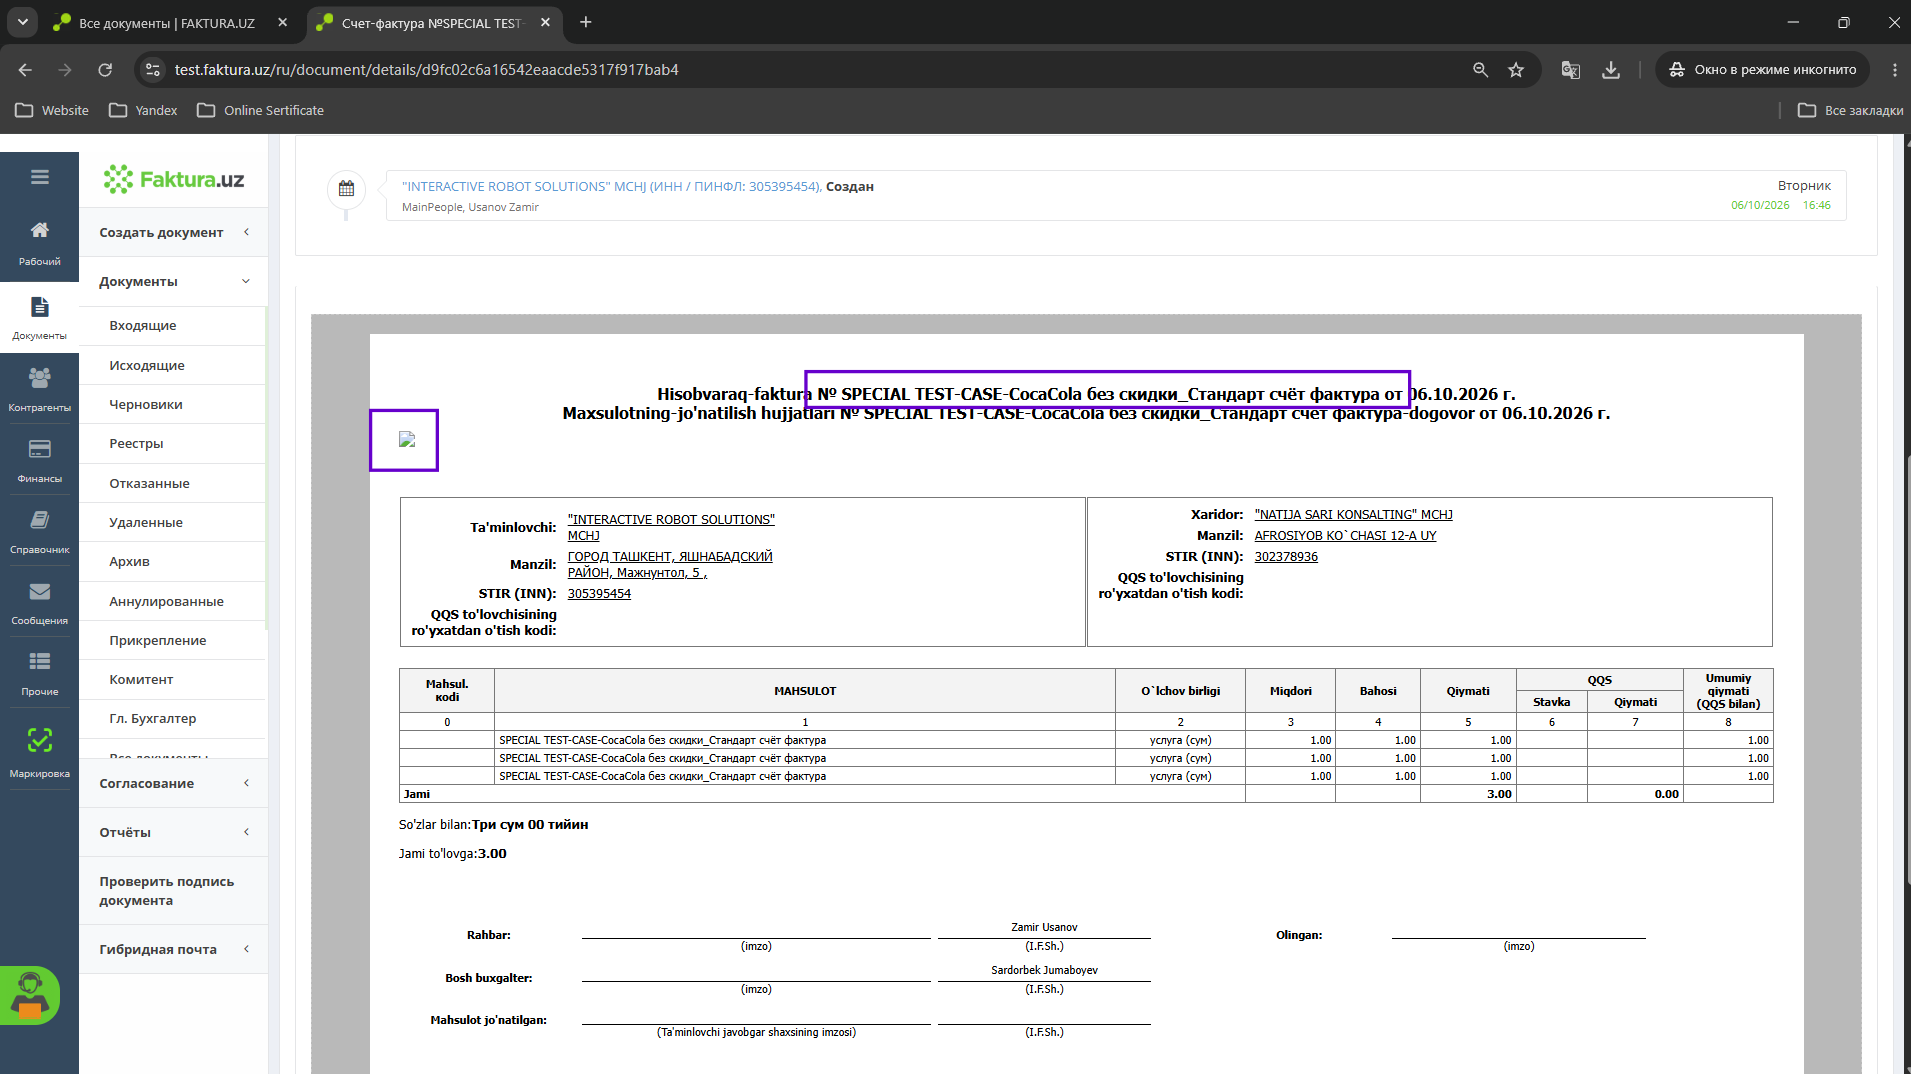 Все документы | FAKTURA.UZ
Счет-фактура №SPECIAL TEST-
test.faktura.uz/ru/document/details/d9fc02c6a16542eaacde5317f917bab4
Окно в режиме инкогнито
Website
Yandex
Online Sertificate
Все закладки
Faktura.uz
Рабочий
Документы
Контрагенты
Финансы
Справочник
Сообщения
Прочие
Маркировка
Создать документ
Документы
Входящие
Исходящие
Черновики
Реестры
Отказанные
Удаленные
Архив
Аннулированные
Прикрепление
Комитент
Гл. Бухгалтер
Все документы
Согласование
Отчёты
Проверить подпись
документа
Гибридная почта
"INTERACTIVE ROBOT SOLUTIONS" MCHJ (ИНН / ПИНФЛ: 305395454), Создан
MainPeople, Usanov Zamir
Вторник
06/10/2026 16:46
Hisobvaraq-faktura № SPECIAL TEST-CASE-CocaCola без скидки_Стандарт счёт фактура от 06.10.2026 г.
Maxsulotning-jo'natilish hujjatlari № SPECIAL TEST-CASE-CocaCola без скидки_Стандарт счёт фактура-dogovor от 06.10.2026 г.
Ta'minlovchi: "INTERACTIVE ROBOT SOLUTIONS"
MCHJ
Manzil: ГОРОД ТАШКЕНТ, ЯШНАБАДСКИЙ
РАЙОН, Мажнунтол, 5 ,
STIR (INN): 305395454
QQS to'lovchisining
ro'yxatdan o'tish kodi:
Xaridor: "NATIJA SARI KONSALTING" MCHJ
Manzil: AFROSIYOB KO`CHASI 12-A UY
STIR (INN): 302378936
QQS to'lovchisining
ro'yxatdan o'tish kodi:
Mahsul. кodi MAHSULOT O`lchov birligi Miqdori Bahosi Qiymati QQS Stavka Qiymati Umumiy qiymati (QQS bilan)
0 1 2 3 4 5 6 7 8
SPECIAL TEST-CASE-CocaCola без скидки_Стандарт счёт фактура услуга (сум) 1.00 1.00 1.00 1.00
SPECIAL TEST-CASE-CocaCola без скидки_Стандарт счёт фактура услуга (сум) 1.00 1.00 1.00 1.00
SPECIAL TEST-CASE-CocaCola без скидки_Стандарт счёт фактура услуга (сум) 1.00 1.00 1.00 1.00
Jami 3.00 0.00
So'zlar bilan:Три сум 00 тийин
Jami to'lovga:3.00
Rahbar: Zamir Usanov Olingan:
(imzo) (I.F.Sh.) (imzo)
Bosh buxgalter: Sardorbek Jumaboyev
(imzo) (I.F.Sh.)
Mahsulot jo'natilgan:
(Ta'minlovchi javobgar shaxsining imzosi) (I.F.Sh.)